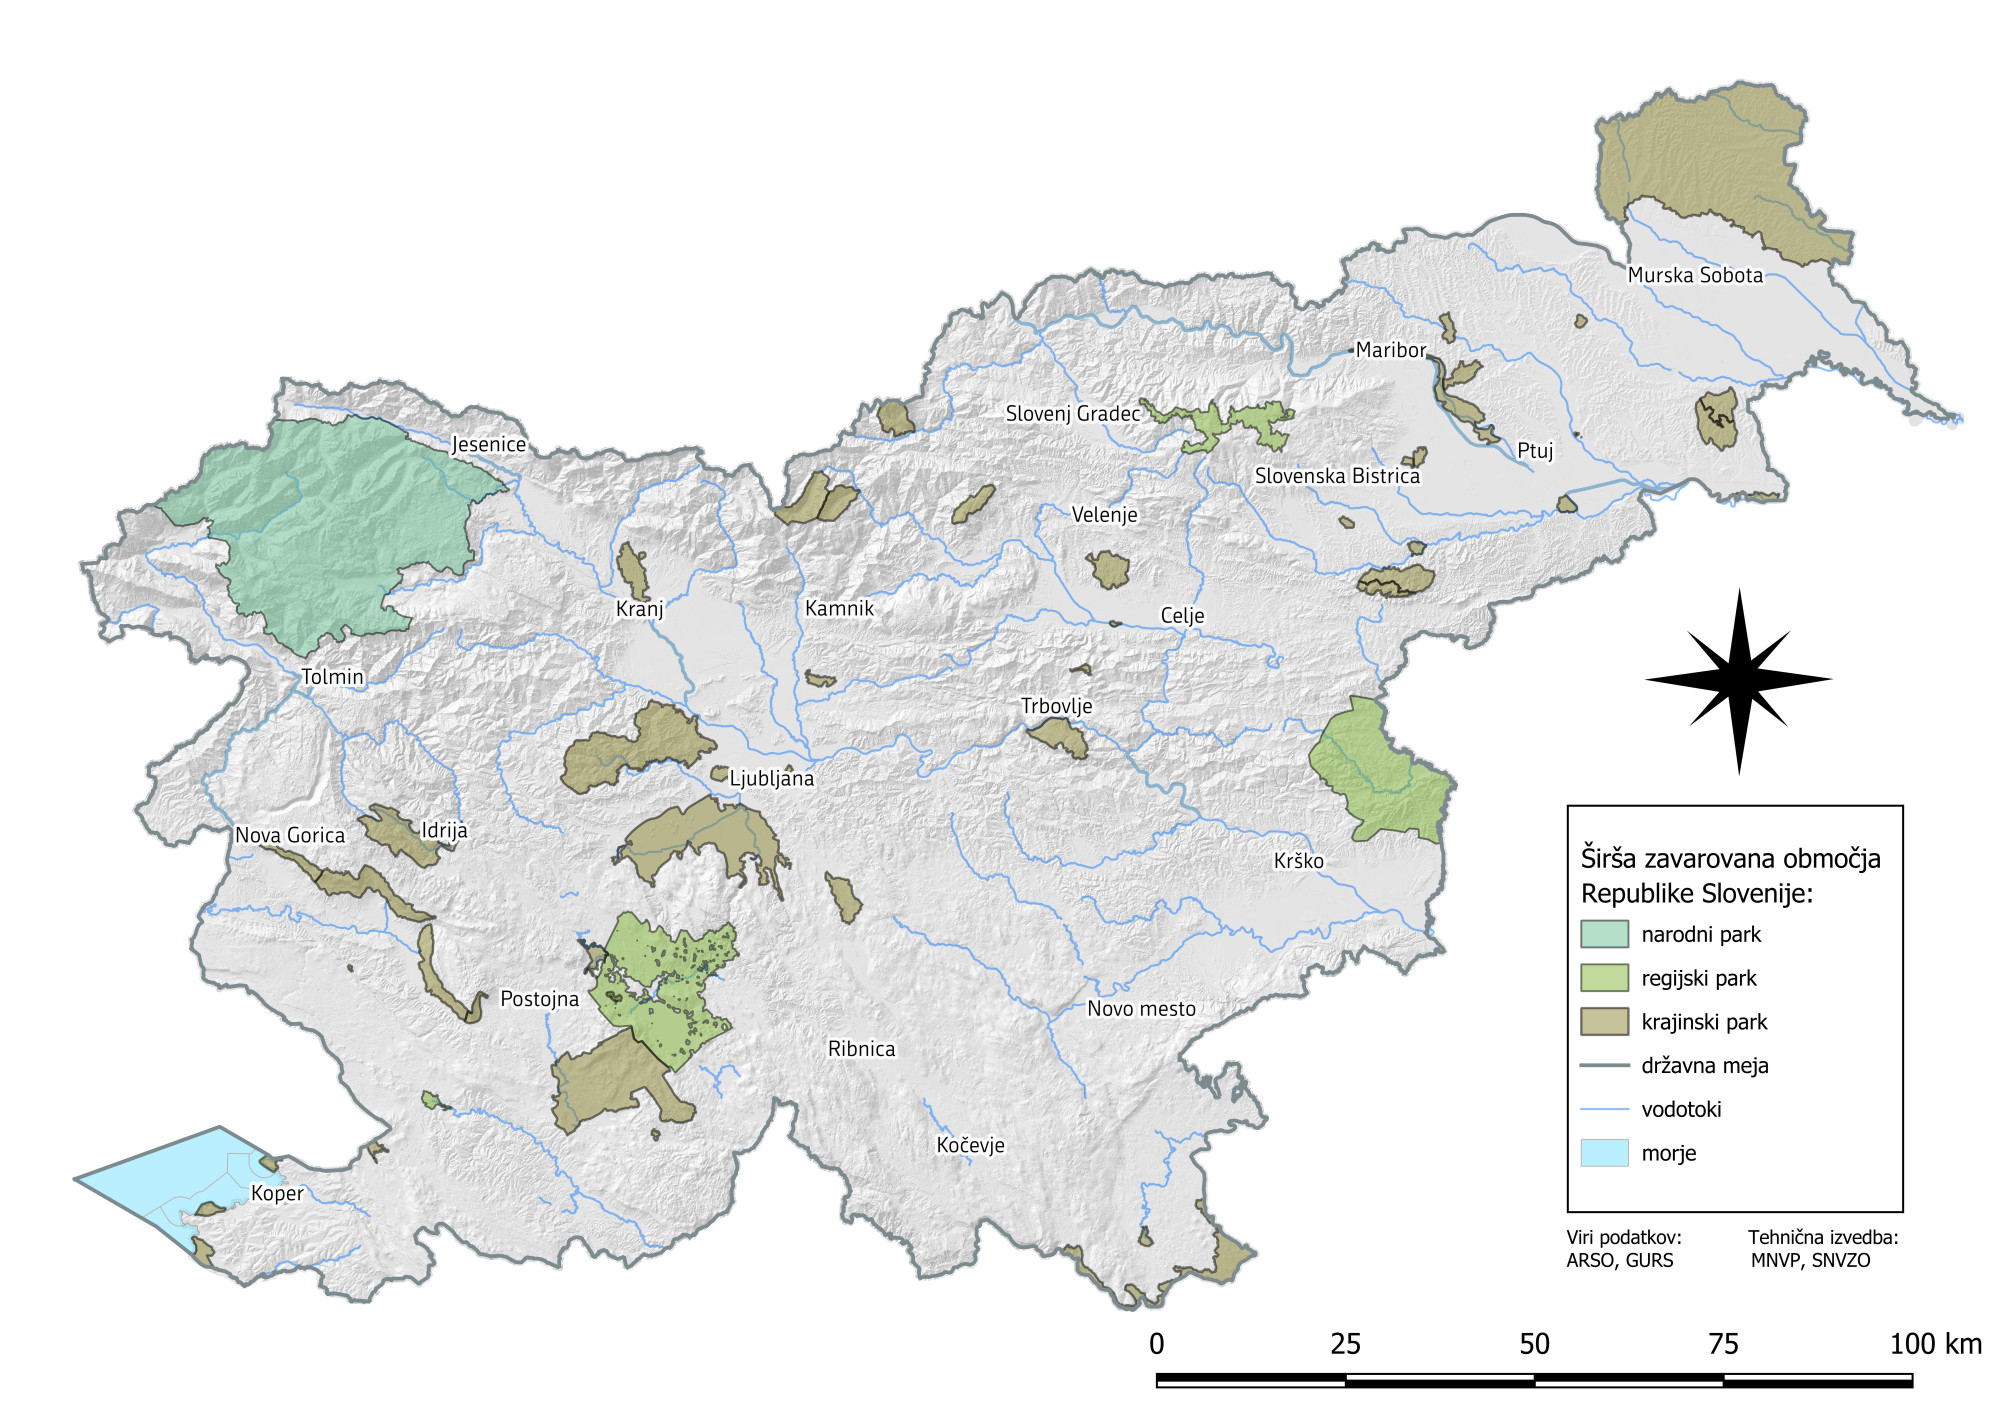 Murska Sobota
Maribor
Slovenj Gradec
Jesenice
Ptuj
Slovenska Bistrica
Velenje
Kranj
Kamnik
Celje
Tolmin
Trbovlje
Ljubljana
Nova Gorica
Idrija
Krško
Postojna
Novo mesto
Ribnica
Kočevje
Koper
Širša zavarovana območja
Republike Slovenije:
narodni park
regijski park
krajinski park
državna meja
vodotoki
morje
Viri podatkov:
ARSO, GURS
Tehnična izvedba:
MNVP, SNVZO
0 25 50 75 100 km